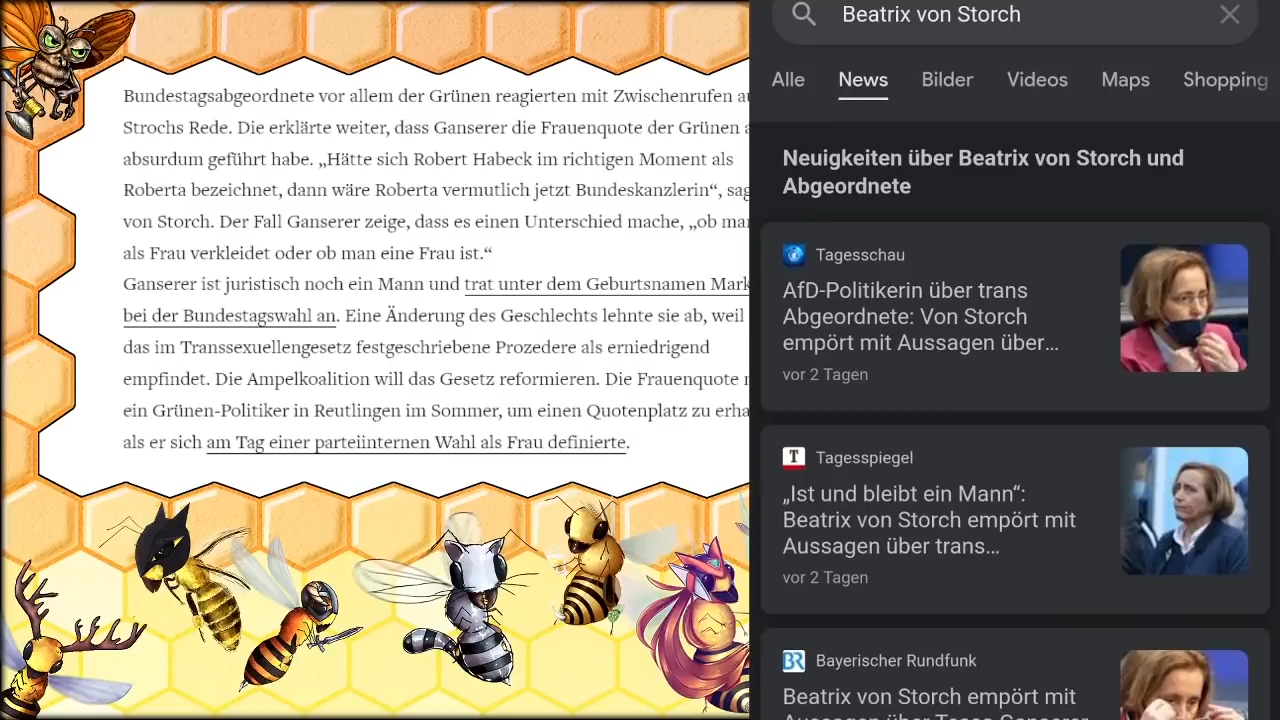 Bundestagsabgeordnete vor allem der Grünen reagierten mit Zwischenrufen
Strochs Rede. Die erklärte weiter, dass Ganserer die Frauenquote der Grünen
absurdum geführt habe. „Hätte sich Robert Habeck im richtigen Moment als
Roberta bezeichnet, dann wäre Roberta vermutlich jetzt Bundeskanzlerin“,
von Storch. Der Fall Ganserer zeige, dass es einen Unterschied mache, „ob
als Frau verkleidet oder ob man eine Frau ist.“
Ganserer ist juristisch noch ein Mann und trat unter dem Geburtsnamen
bei der Bundestagswahl an. Eine Änderung des Geschlechts lehnte sie ab, weil
das im Transsexuellengesetz festgeschriebene Prozedere als erniedrigend
empfindet. Die Ampelkoalition will das Gesetz reformieren. Die Frauenquote
ein Grünen-Politiker in Reutlingen im Sommer, um einen Quotenplatz zu
als er sich am Tag einer parteiinternen Wahl als Frau definierte.
Beatrix von Storch
Alle News Bilder Videos Maps Shopping
Neuigkeiten über Beatrix von Storch und
Abgeordnete
Tagesschau
AfD-Politikerin über trans
Abgeordnete: Von Storch
empört mit Aussagen über...
vor 2 Tagen
T Tagesspiegel
„Ist und bleibt ein Mann“:
Beatrix von Storch empört mit
Aussagen über trans...
vor 2 Tagen
BR Bayerischer Rundfunk
Beatrix von Storch empört mit
Aussagen über Tessa Ganserer